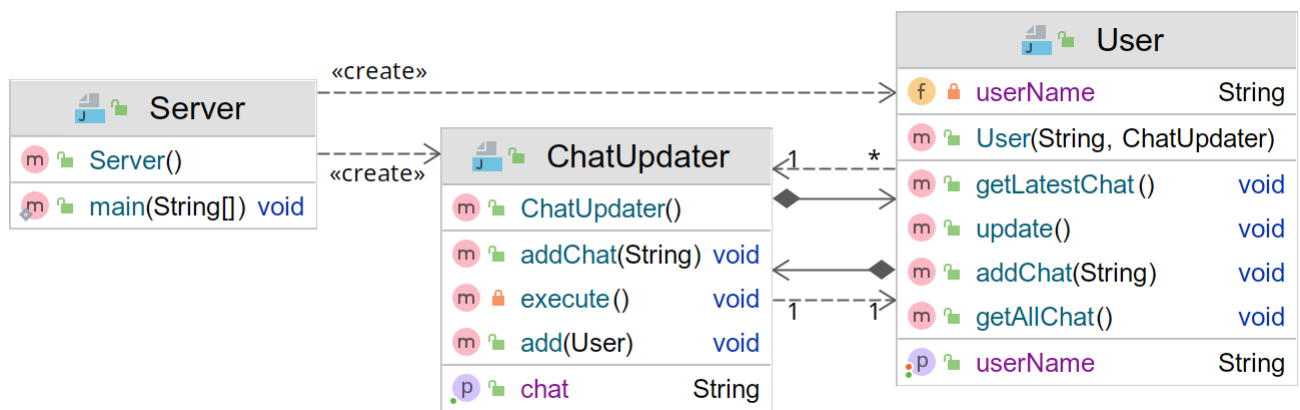 «create»
«create»
J Server
m Server()
m main(String[]) void
J ChatUpdater
m ChatUpdater()
m addChat(String) void
m execute() void
m add(User) void
p chat String
1 *
1 1
J User
f userName String
m User(String, ChatUpdater)
m getLatestChat() void
m update() void
m addChat(String) void
m getAllChat() void
p userName String